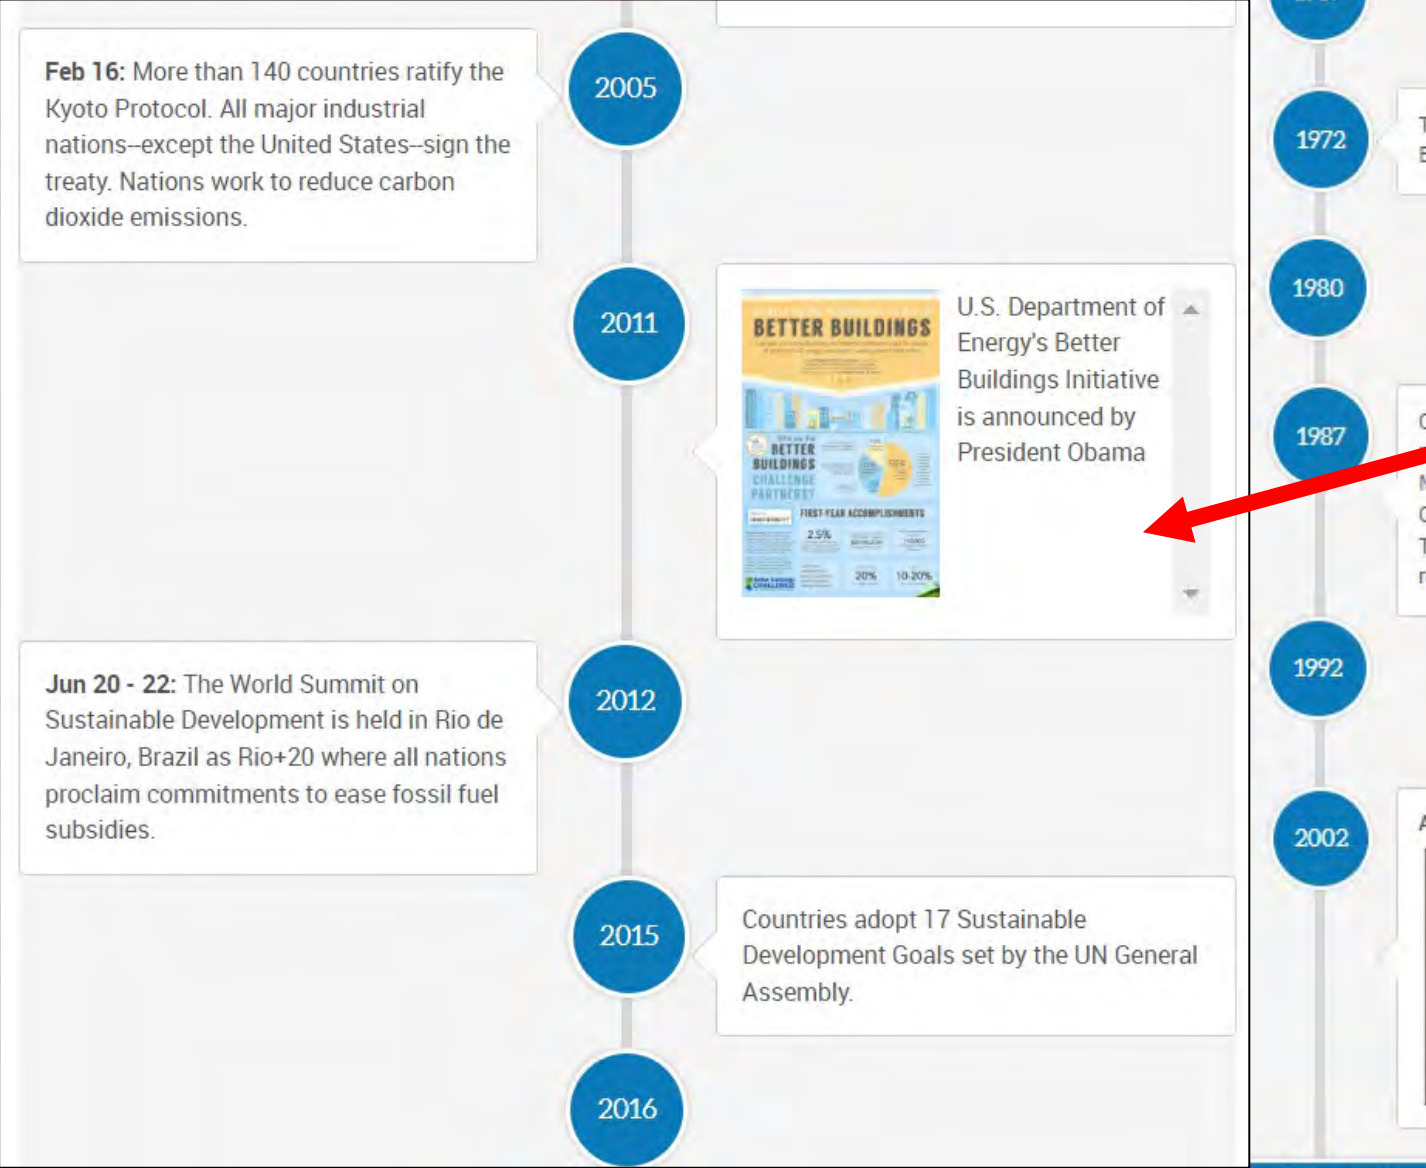 Feb 16: More than 140 countries ratify the
Kyoto Protocol. All major industrial
nations--except the United States--sign the
treaty. Nations work to reduce carbon
dioxide emissions.
2005
2011
BETTER BUILDINGS
BETTER
BUILDINGS
CHALLENGE
PARTNERS?
FIRST-YEAR ACCOMPLISHMENTS
2.5%
20%
10-20%
CHALLENGE
U.S. Department of
Energy's Better
Buildings Initiative
is announced by
President Obama
Jun 20 - 22: The World Summit on
Sustainable Development is held in Rio de
Janeiro, Brazil as Rio+20 where all nations
proclaim commitments to ease fossil fuel
subsidies.
2012
2015
Countries adopt 17 Sustainable
Development Goals set by the UN General
Assembly.
2016
1972
1980
1987
1992
2002